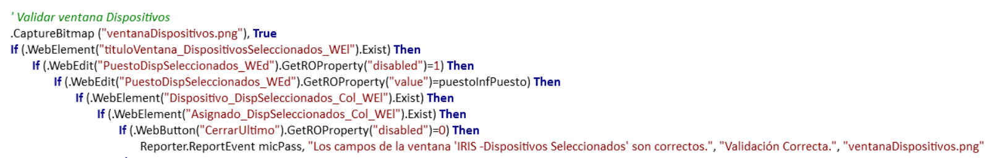 ' Validar ventana Dispositivos
.CaptureBitmap ("ventanaDispositivos.png"), True
If (.WebElement("tituloVentana_DispositivosSeleccionados_WEl").Exist) Then
If (.WebEdit("PuestoDispSeleccionados_WEd").GetROProperty("disabled")=1) Then
If (.WebEdit("PuestoDispSeleccionados_WEd").GetROProperty("value")=puestoInfPuesto) Then
If (.WebElement("Dispositivo_DispSeleccionados_Col_WEl").Exist) Then
If (.WebElement("Asignado_DispSeleccionados_Col_WEl").Exist) Then
If (.WebButton("CerrarUltimo").GetROProperty("disabled")=0) Then
Reporter.ReportEvent micPass, "Los campos de la ventana 'IRIS -Dispositivos Seleccionados' son correctos.", "Validación Correcta.", "ventanaDispositivos.png"